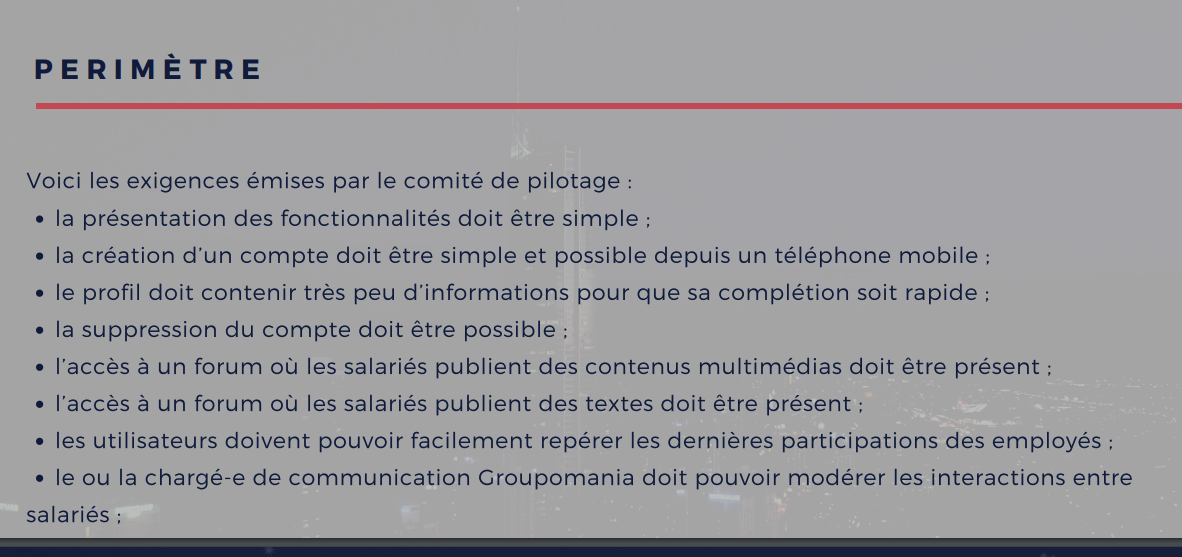 PERIMÈTRE
Voici les exigences émises par le comité de pilotage :
• la présentation des fonctionnalités doit être simple ;
• la création d’un compte doit être simple et possible depuis un téléphone mobile ;
• le profil doit contenir très peu d’informations pour que sa complétion soit rapide ;
• la suppression du compte doit être possible ;
• l’accès à un forum où les salariés publient des contenus multimédias doit être présent ;
• l’accès à un forum où les salariés publient des textes doit être présent ;
• les utilisateurs doivent pouvoir facilement repérer les dernières participations des employés ;
• le ou la chargé-e de communication Groupomania doit pouvoir modérer les interactions entre
salariés ;